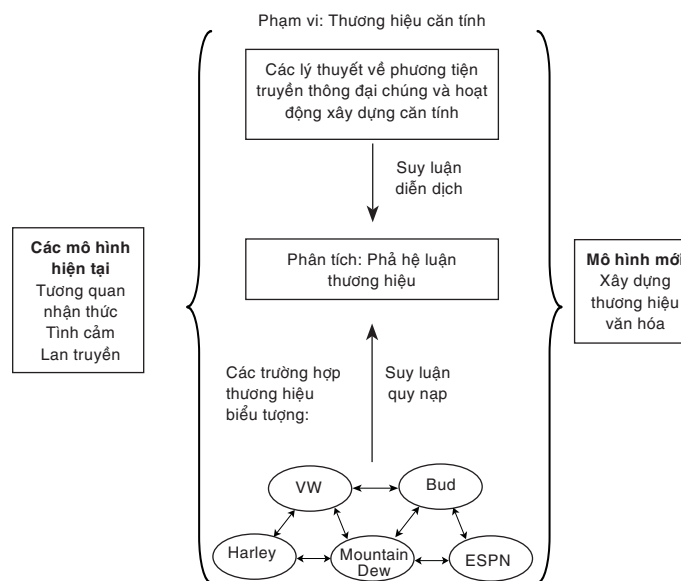 Phạm vi: Thương hiệu căn tính
Các lý thuyết về phương tiện
truyền thông đại chúng và hoạt
động xây dựng căn tính
Suy luận
diễn dịch
Các mô hình
hiện tại
Tương quan
nhận thức
Tình cảm
Lan truyền
Phân tích: Phả hệ luận
thương hiệu
Mô hình mới
Xây dựng
thương hiệu
văn hóa
Các trường hợp
thương hiệu
biểu tượng:
Suy luận
quy nạp
VW
Bud
Harley
Mountain
Dew
ESPN